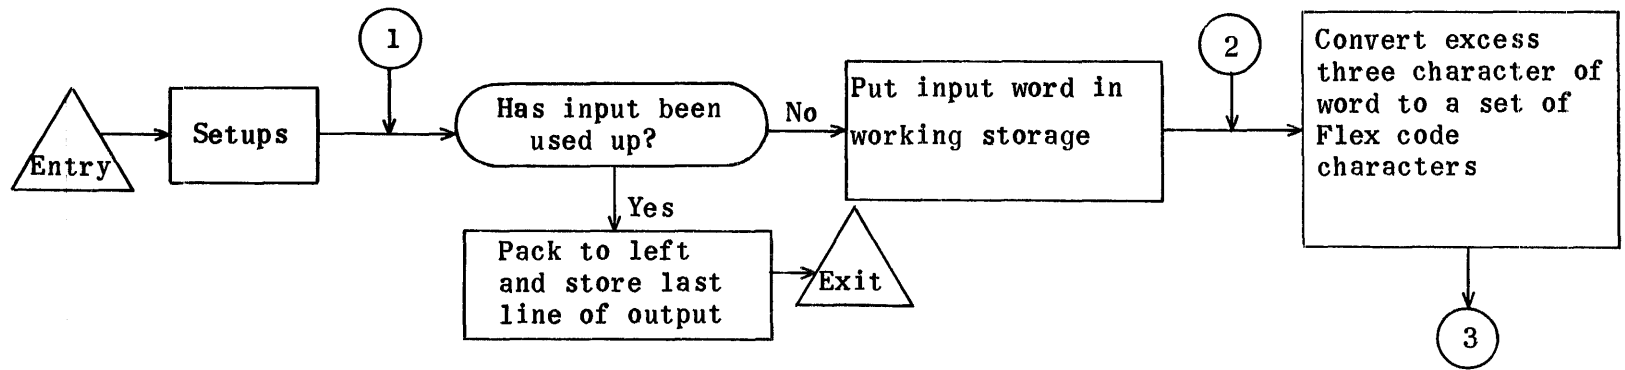 1
2
Entry
Setups
Has input been
used up?
No
Put input word in
working storage
Convert excess
three character of
word to a set of
Flex code
characters
Yes
Pack to left
and store last
line of output
Exit
3